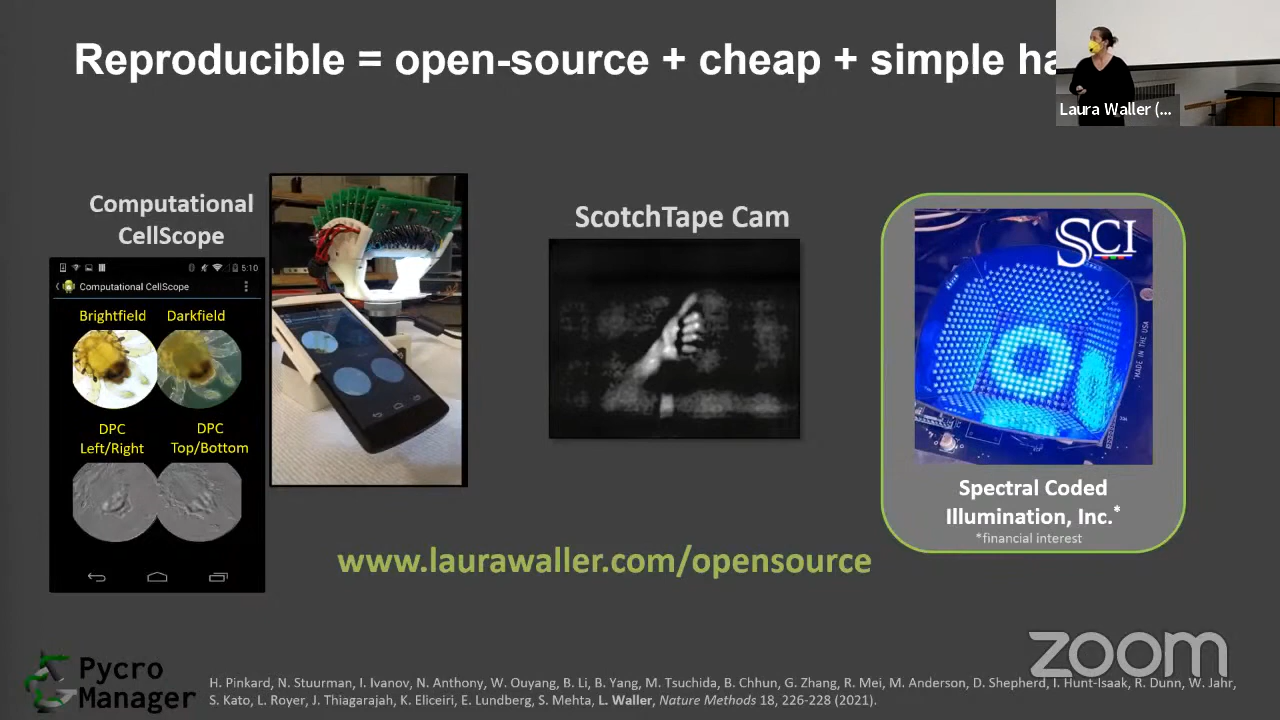 Reproducible = open-source + cheap + simple
Laura Waller (...
Computational
CellScope
5:10
Computational CellScope
Brightfield Darkfield
DPC
Left/Right
DPC
Top/Bottom
ScotchTape Cam
SCI
MADE IN THE USA
Spectral Coded
Illumination, Inc.*
*financial interest
www.laurawaller.com/opensource
zoom
Pycro
Manager
H. Pinkard, N. Stuurman, I. Ivanov, N. Anthony, W. Ouyang, B. Li, B. Yang, M. Tsuchida, B. Chhun, G. Zhang, R. Mei, M. Anderson, D. Shepherd, I. Hunt-Isaak, R. Dunn, W. Jahr,
S. Kato, L. Royer, J. Thiagarajah, K. Eliceiri, E. Lundberg, S. Mehta, L. Waller, Nature Methods 18, 226-228 (2021).